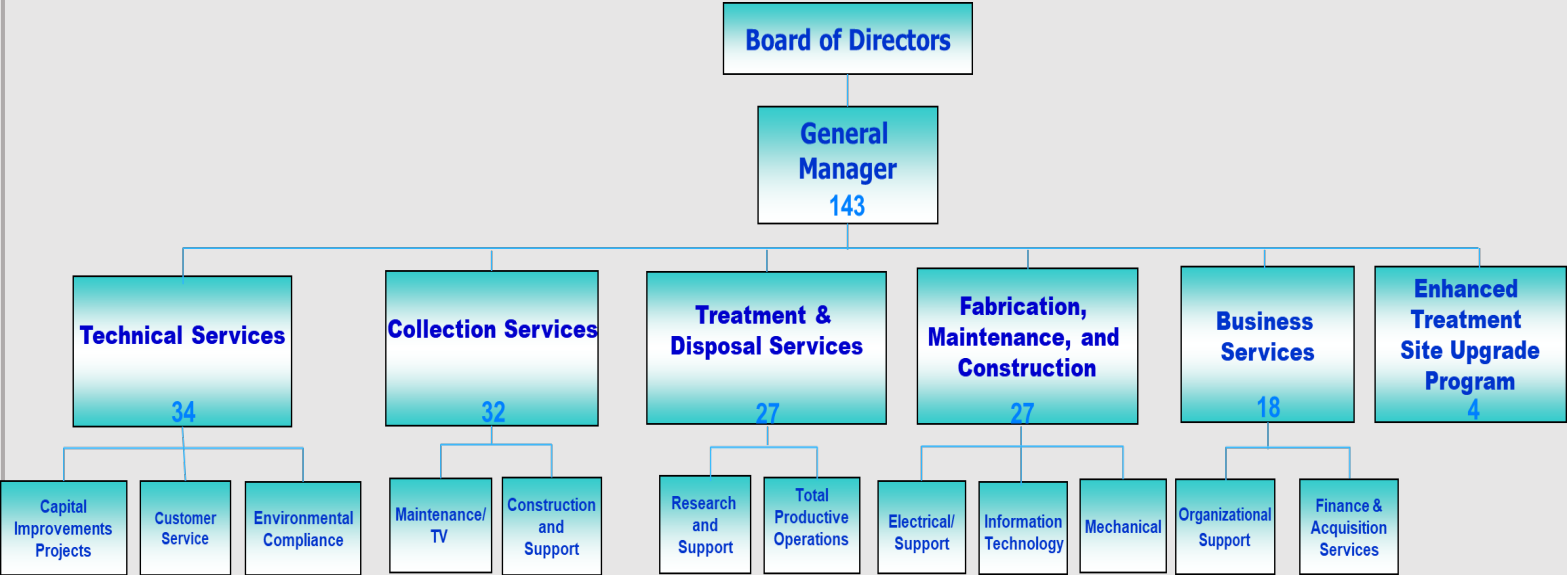 Board of Directors
General
Manager
143
Technical Services
34
Collection Services
32
Treatment &
Disposal Services
27
Fabrication,
Maintenance, and
Construction
27
Business
Services
18
Enhanced
Treatment
Site Upgrade
Program
4
Capital
Improvements
Projects
Customer
Service
Environmental
Compliance
Maintenance/
TV
Construction
and
Support
Research
and
Support
Total
Productive
Operations
Electrical/
Support
Information
Technology
Mechanical
Organizational
Support
Finance &
Acquisition
Services